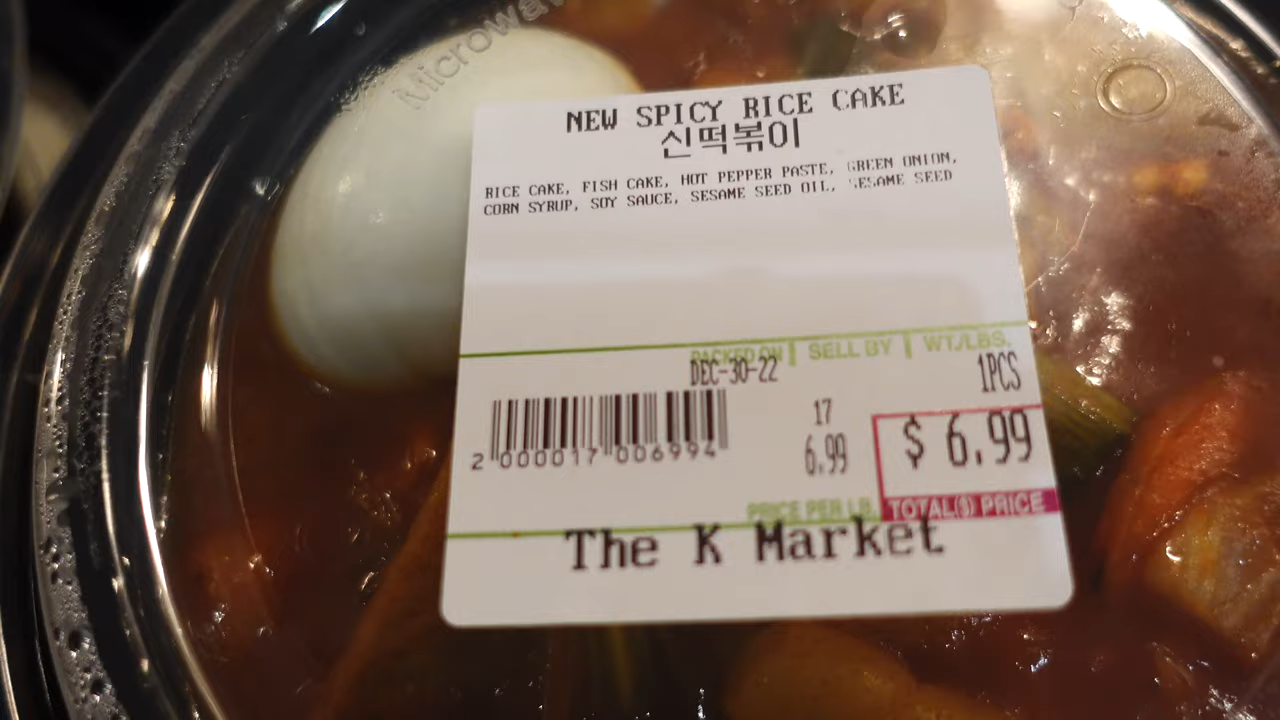 Microwav
NEW SPICY RICE CAKE
신떡볶이
RICE CAKE, FISH CAKE, HOT PEPPER PASTE, GREEN ONION,
CORN SYRUP, SOY SAUCE, SESAME SEED OIL, SESAME SEED
PACKED ON SELL BY WT./LBS.
DEC-30-22 1PCS
17
6.99 $ 6.99
2 000017 006994
PRICE PER LB. TOTAL($) PRICE
The K Market